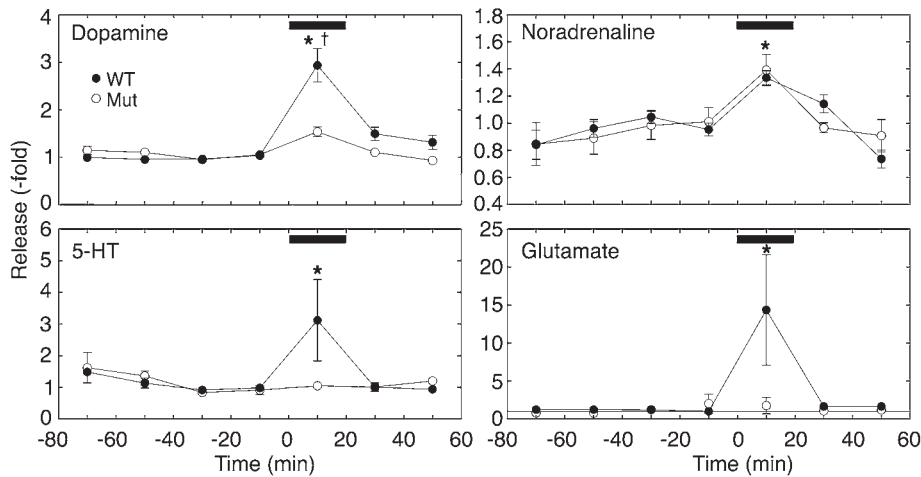 Dopamine
* †
WT
Mut
4
3
2
1
0
Noradrenaline
*
1.8
1.6
1.4
1.2
1.0
0.8
0.6
0.4
Release (-fold)
5-HT
*
6
5
4
3
2
1
0
-80 -60 -40 -20 0 20 40 60
Time (min)
Glutamate
*
25
20
15
10
5
0
-80 -60 -40 -20 0 20 40 60
Time (min)